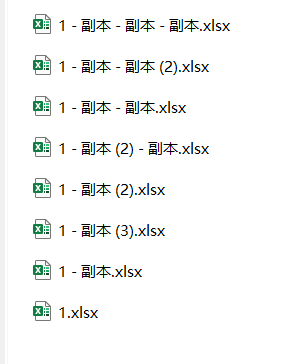 1 - 副本 - 副本 - 副本.xlsx
1 - 副本 - 副本 (2).xlsx
1 - 副本 - 副本.xlsx
1 - 副本 (2) - 副本.xlsx
1 - 副本 (2).xlsx
1 - 副本 (3).xlsx
1 - 副本.xlsx
1.xlsx